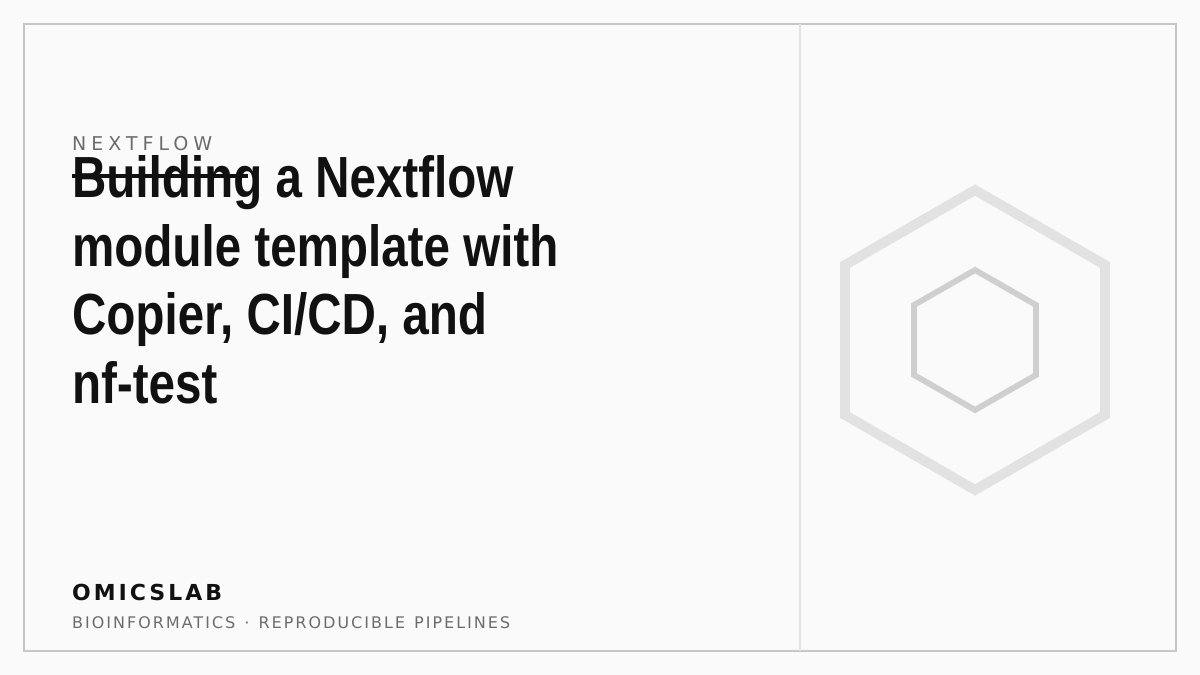 NEXTFLOW
Building a Nextflow
module template with
Copier, CI/CD, and
nf-test
OMICSLAB
BIOINFORMATICS · REPRODUCIBLE PIPELINES